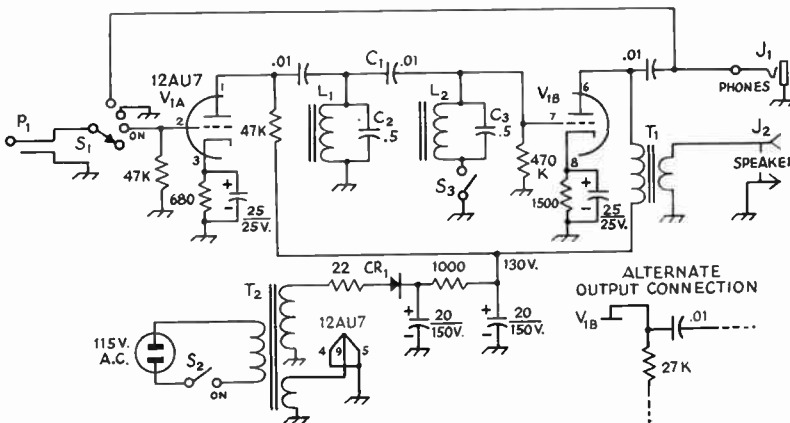 .01
C1
.01
.01
J1
12AU7
V1A
L1
L2
V1B
PHONES
1
6
P1
2
ON
S1
47K
C2
.5
C3
.5
7
T1
J2
3
47K
680
+
-
25
25V.
S3
470
K
8
1500
+
-
25
25V.
SPEAKER
22
CR1
1000
130V.
ALTERNATE
OUTPUT CONNECTION
T2
12AU7
+
-
20
150V.
+
-
20
150V.
V1B
.01
115V.
A.C.
S2
ON
4
9
5
27K